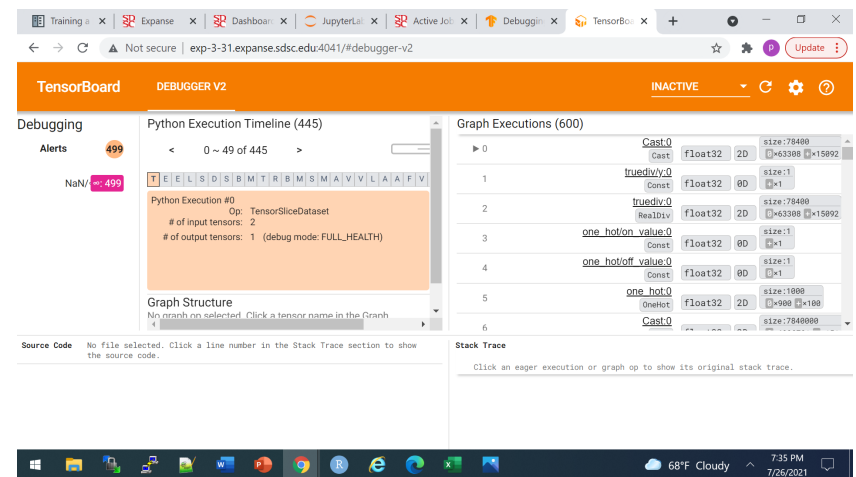 Training a
Expanse
Dashboard
JupyterLa
Active Job
Debuggin
TensorBoa
Not secure | exp-3-31.expanse.sdsc.edu:4041/#debugger-v2
P
Update
TensorBoard
DEBUGGER V2
INACTIVE
Debugging
Alerts 499
NaN/ ∞: 499
Python Execution Timeline (445)
< 0 ~ 49 of 445 >
T E E L S D S B M T R B M S M A V V L A A F V
Python Execution #0
Op: TensorSliceDataset
# of input tensors: 2
# of output tensors: 1 (debug mode: FULL_HEALTH)
Graph Structure
No graph op selected. Click a tensor name in the Graph
Graph Executions (600)
0 Cast:0 Cast float32 2D size:78400 0×63308 +×15092
1 truediv/y:0 Const float32 0D size:1 +×1
2 truediv:0 RealDiv float32 2D size:78400 0×63308 +×15092
3 one_hot/on_value:0 Const float32 0D size:1 +×1
4 one_hot/off_value:0 Const float32 0D size:1 0×1
5 one_hot:0 OneHot float32 2D size:1000 0×900 +×100
6 Cast:0 size:7840000
Source Code No file selected. Click a line number in the Stack Trace section to show
the source code.
Stack Trace
Click an eager execution or graph op to show its original stack trace.
68°F Cloudy
7:35 PM
7/26/2021